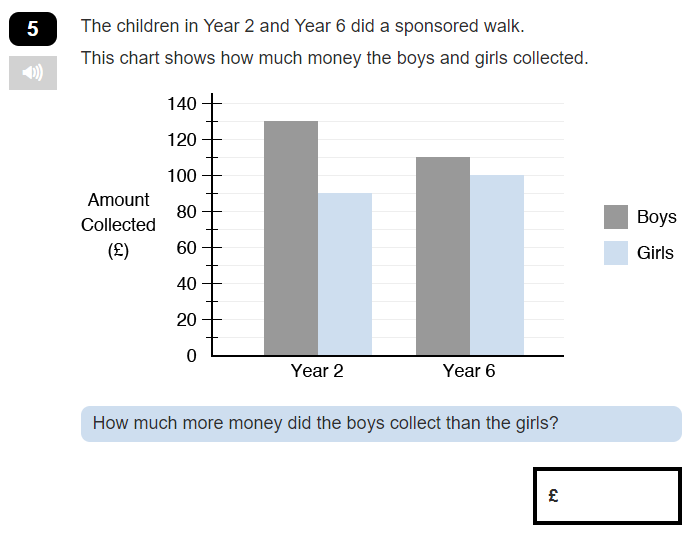 5
The children in Year 2 and Year 6 did a sponsored walk.
This chart shows how much money the boys and girls collected.
140
120
100
80
60
40
20
0
Amount
Collected
(£)
Year 2
Year 6
Boys
Girls
How much more money did the boys collect than the girls?
£